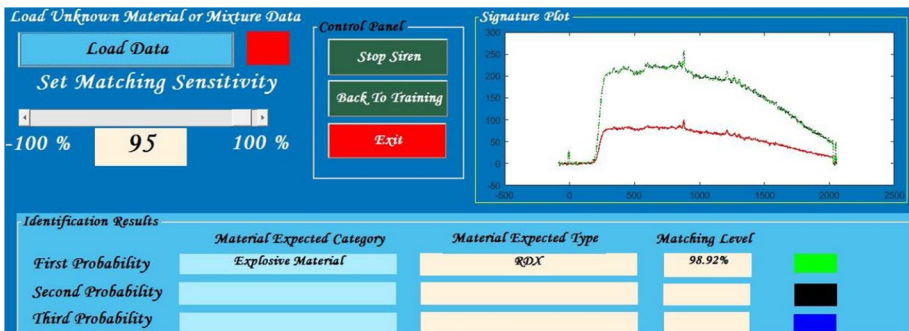 Load Unknown Material or Mixture Data
Load Data
Set Matching Sensitivity
-100 %
95
100 %
Control Panel
Stop Siren
Back To Training
Exit
Signature Plot
300
250
200
150
100
50
0
-50
-500 0 500 1000 1500 2000 2500
Identification Results
Material Expected Category Material Expected Type Matching Level
First Probability Explosive Material RDX 98.92%
Second Probability
Third Probability